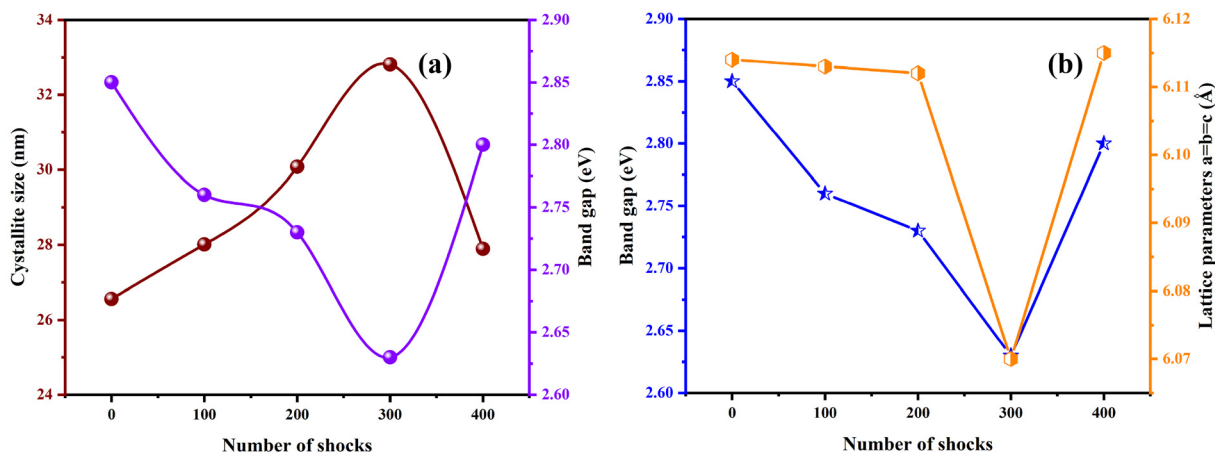 34
32
30
28
26
24
Cystallite size (nm)
(a)
2.90
2.85
2.80
2.75
2.70
2.65
2.60
Band gap (eV)
0 100 200 300 400
Number of shocks
2.90
2.85
2.80
2.75
2.70
2.65
2.60
Band gap (eV)
(b)
6.12
6.11
6.10
6.09
6.08
6.07
Lattice parameters a=b=c (Å)
0 100 200 300 400
Number of shocks